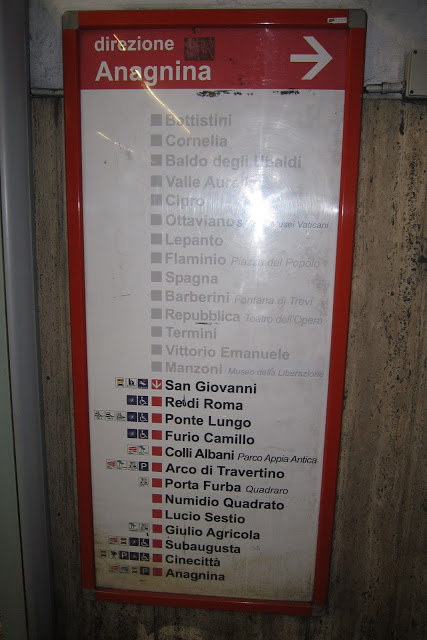 direzione
Anagnina
Battistini
Cornelia
Baldo degli Ubaldi
Valle Aurelia
Cipro
Ottaviano Musei Vaticani
Lepanto
Flaminio Piazza del Popolo
Spagna
Barberini Fontana di Trevi
Repubblica Teatro dell'Opera
Termini
Vittorio Emanuele
Manzoni Museo della Liberazione
San Giovanni
Re di Roma
Ponte Lungo
Furio Camillo
Colli Albani Parco Appia Antica
P Arco di Travertino
Porta Furba Quadraro
Numidio Quadrato
Lucio Sestio
Giulio Agricola
Subaugusta
P Cinecittà
P Anagnina